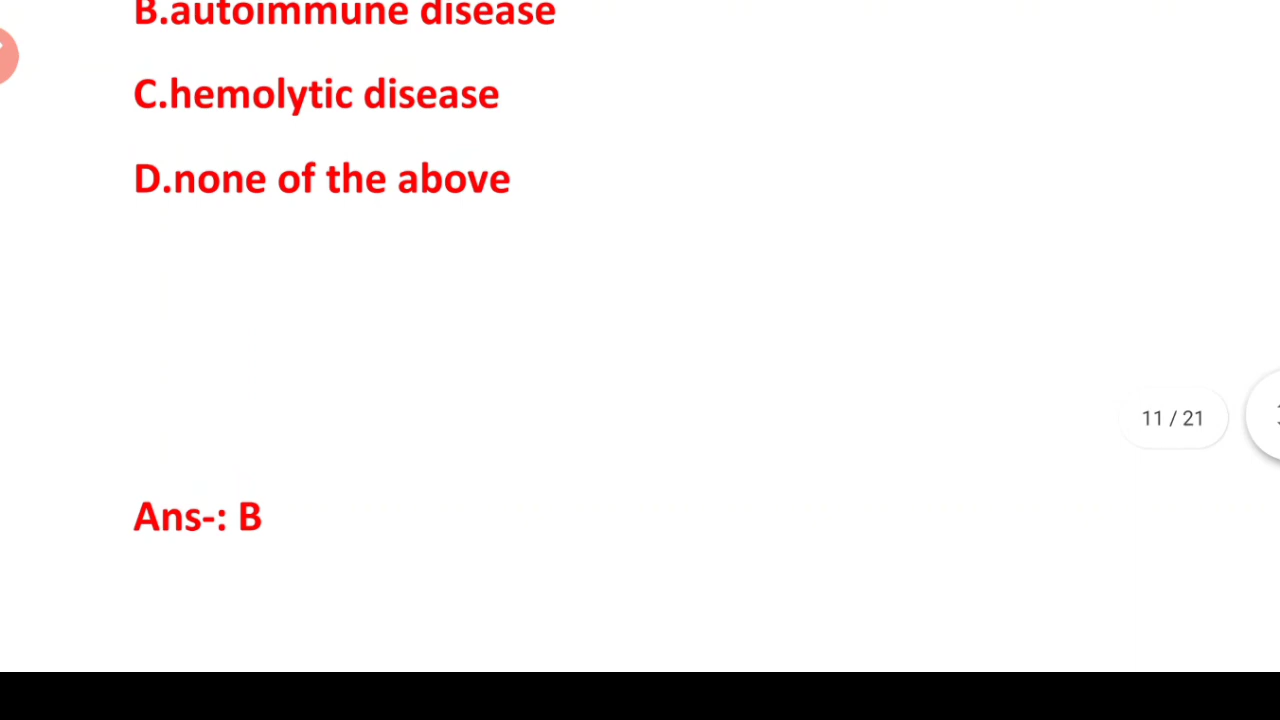 B.autoimmune disease
C.hemolytic disease
D.none of the above
11 / 21
Ans-: B